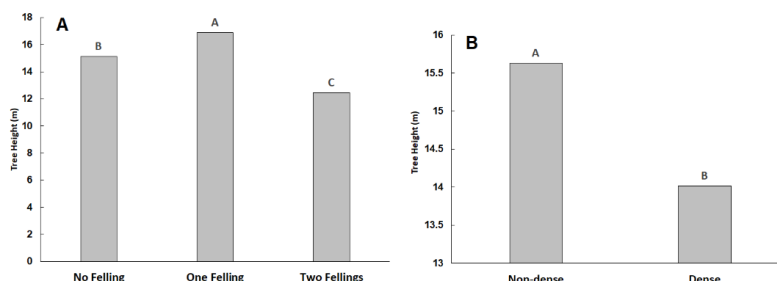 A
Tree Height (m)
18
16
14
12
10
8
6
4
2
0
B
A
C
No Felling One Felling Two Fellings
B
Tree Height (m)
16
15.5
15
14.5
14
13.5
13
A
B
Non-dense Dense